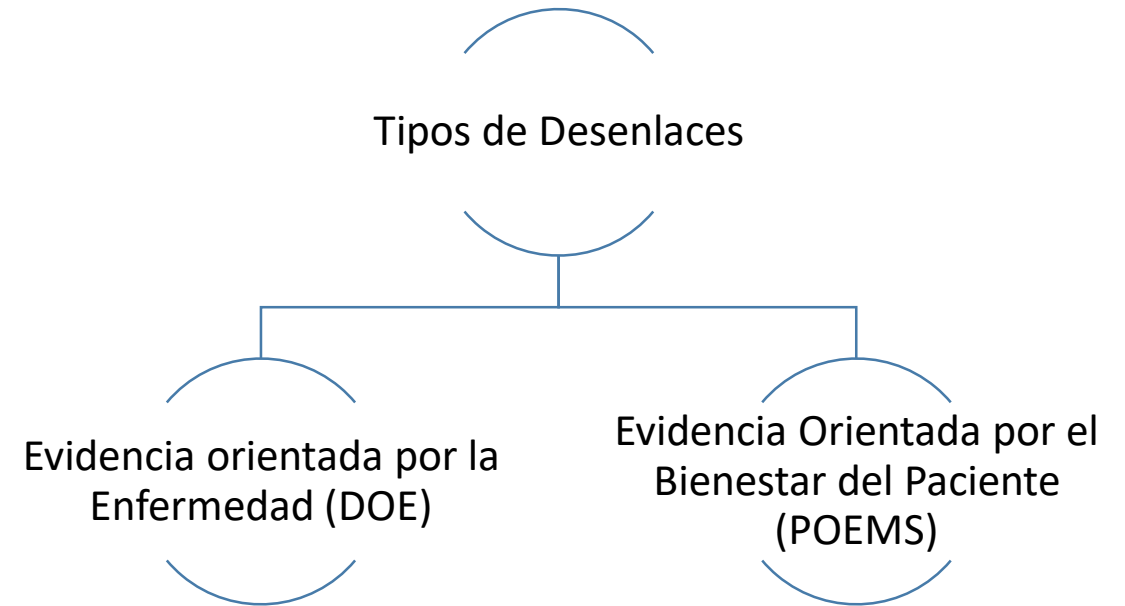 Tipos de Desenlaces
Evidencia orientada por la
Enfermedad (DOE)
Evidencia Orientada por el
Bienestar del Paciente
(POEMS)